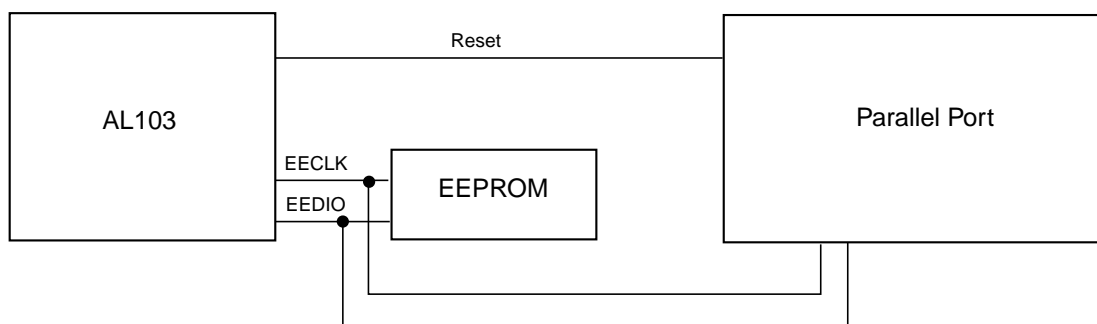 Reset
AL103
Parallel Port
EECLK
EEPROM
EEDIO